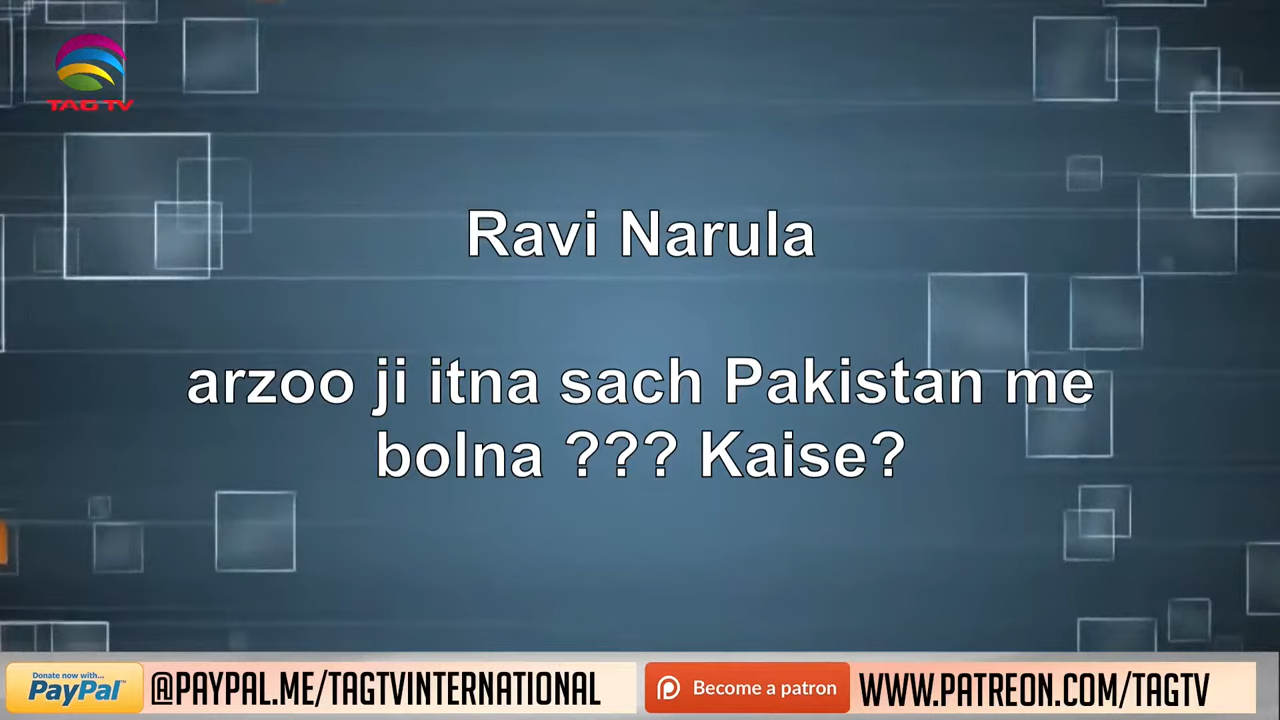 TAG TV
Ravi Narula
arzoo ji itna sach Pakistan me
bolna ??? Kaise?
Donate now with...
PayPal™
@PAYPAL.ME/TAGTVINTERNATIONAL
Become a patron
WWW.PATREON.COM/TAGTV